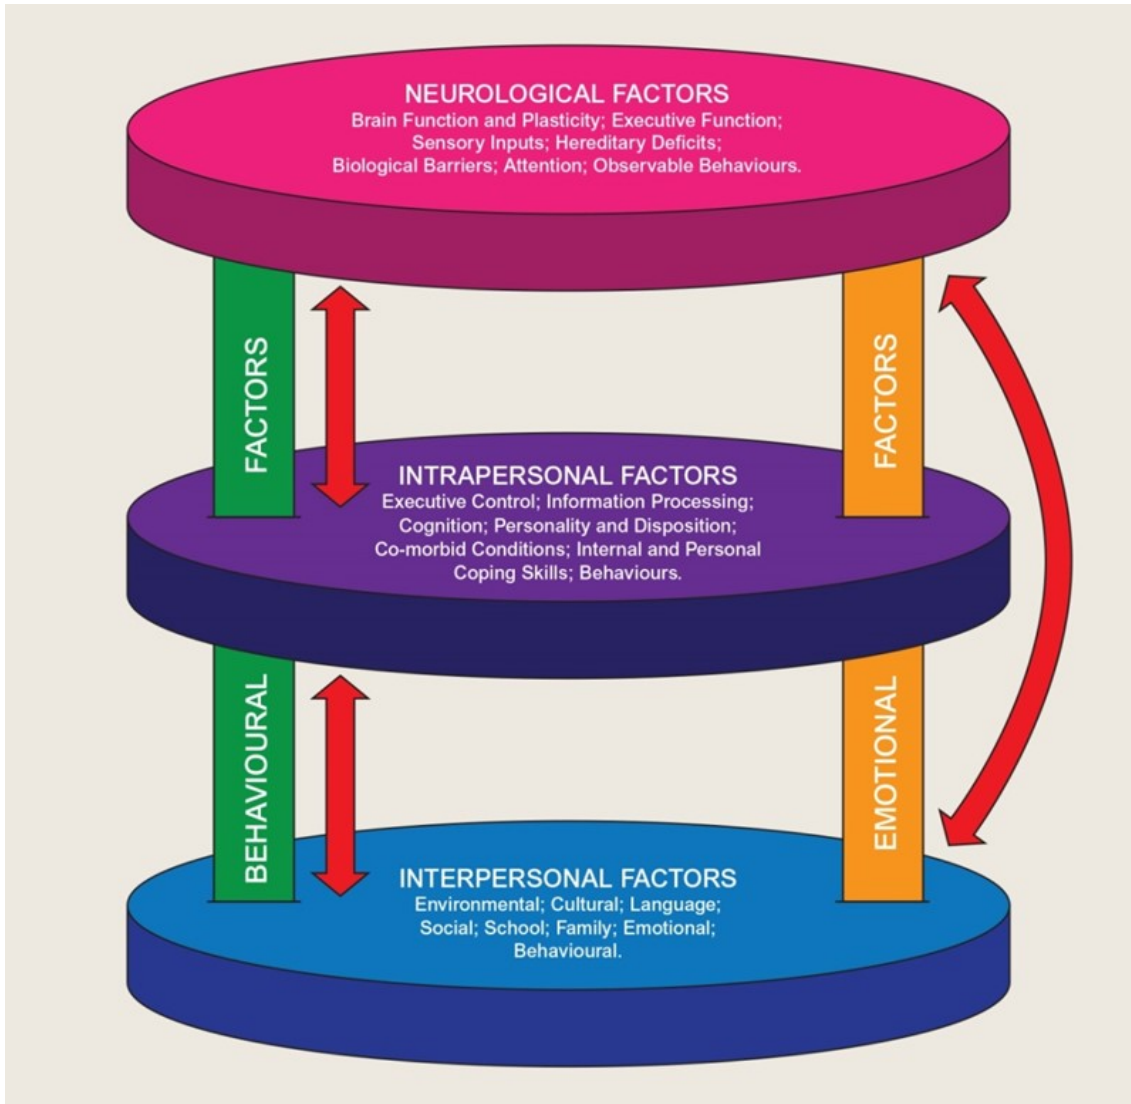 NEUROLOGICAL FACTORS
Brain Function and Plasticity; Executive Function;
Sensory Inputs; Hereditary Deficits;
Biological Barriers; Attention; Observable Behaviours.
FACTORS
FACTORS
INTRAPERSONAL FACTORS
Executive Control; Information Processing;
Cognition; Personality and Disposition;
Co-morbid Conditions; Internal and Personal
Coping Skills; Behaviours.
BEHAVIOURAL
EMOTIONAL
INTERPERSONAL FACTORS
Environmental; Cultural; Language;
Social; School; Family; Emotional;
Behavioural.